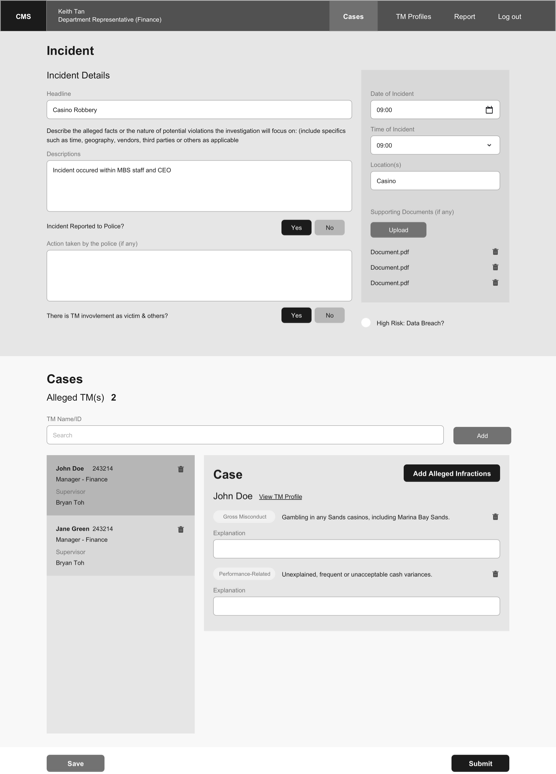 CMS
Keith Tan
Department Representative (Finance)
Cases
TM Profiles
Report
Log out
Incident
Incident Details
Headline
Casino Robbery
Describe the alleged facts or the nature of potential violations the investigation will focus on: (include specifics
such as time, geography, vendors, third parties or others as applicable
Descriptions
Incident occured within MBS staff and CEO
Incident Reported to Police?
Yes
No
Action taken by the police (if any)
There is TM invovlement as victim & others?
Yes
No
Date of Incident
09:00
Time of Incident
09:00
Location(s)
Casino
Supporting Documents (if any)
Upload
Document.pdf
Document.pdf
Document.pdf
High Risk: Data Breach?
Cases
Alleged TM(s) 2
TM Name/ID
Search
Add
John Doe 243214
Manager - Finance
Supervisor
Bryan Toh
Jane Green 243214
Manager - Finance
Supervisor
Bryan Toh
Case
Add Alleged Infractions
John Doe View TM Profile
Gross Misconduct Gambling in any Sands casinos, including Marina Bay Sands.
Explanation
Performance-Related Unexplained, frequent or unacceptable cash variances.
Explanation
Save
Submit